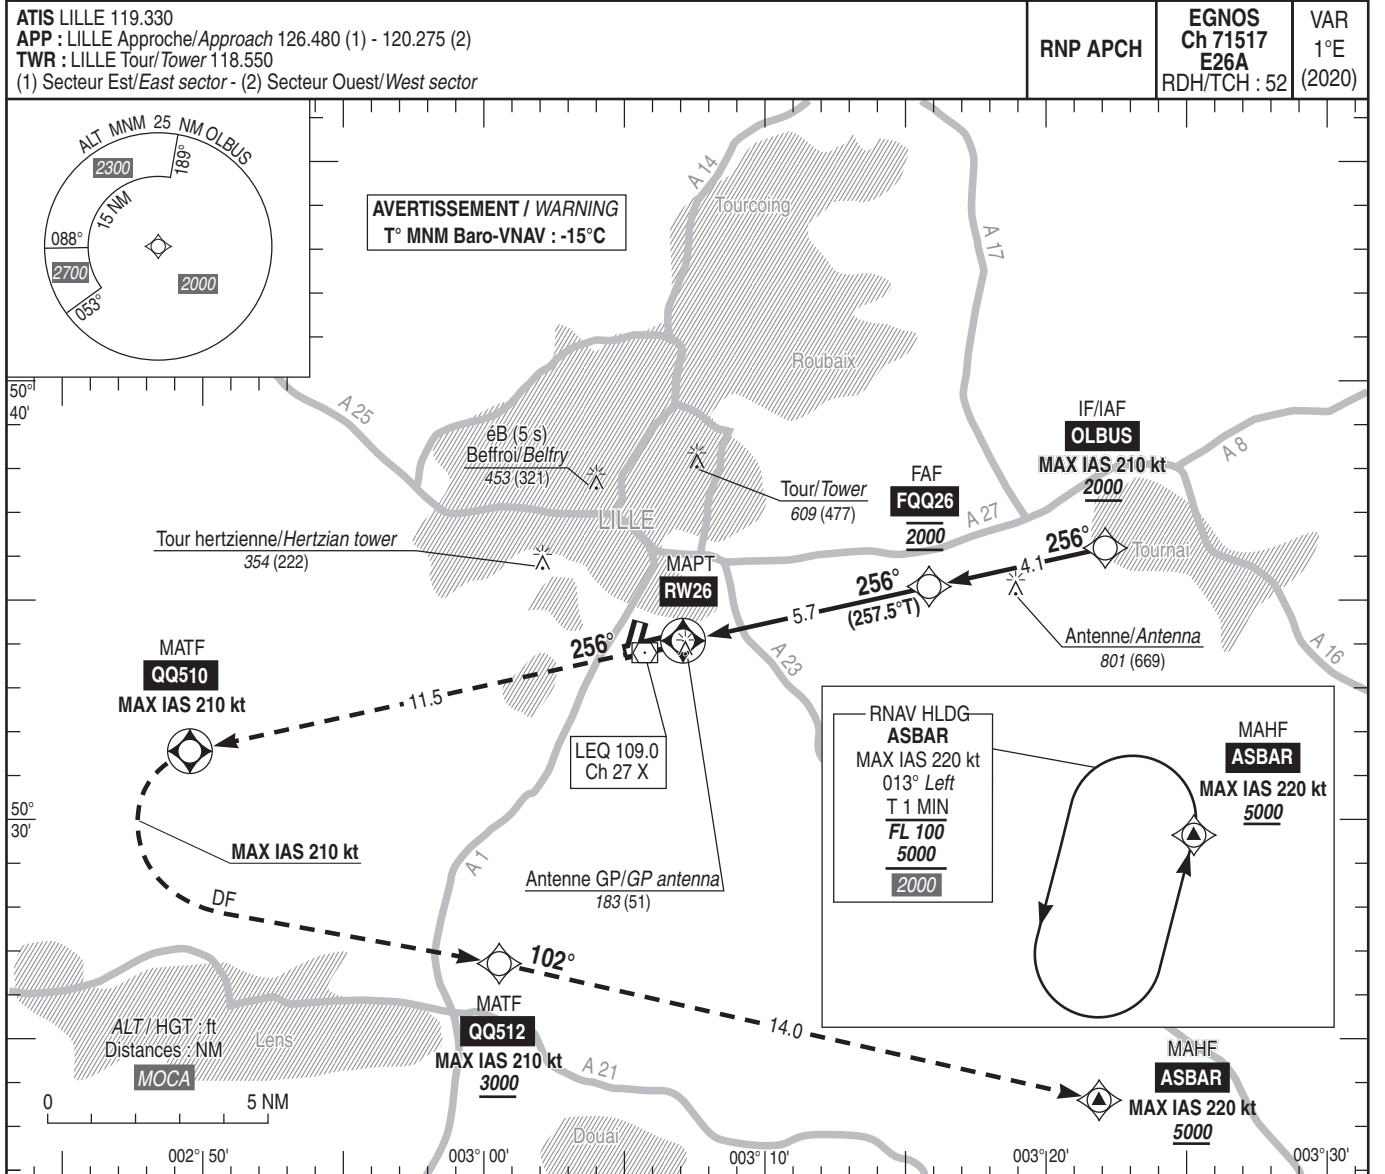 ATIS LILLE 119.330
APP : LILLE Approche/Approach 126.480 (1) - 120.275 (2)
TWR : LILLE Tour/Tower 118.550
(1) Secteur Est/East sector - (2) Secteur Ouest/West sector
RNP APCH
EGNOS
Ch 71517
E26A
RDH/TCH : 52
VAR
1°E
(2020)
ALT MNM 25 NM OLBUS
2300
189°
15 NM
088°
2700
053°
2000
AVERTISSEMENT / WARNING
T° MNM Baro-VNAV : -15°C
A 14
Tourcoing
A 17
Roubaix
50°
40'
A 25
éB (5 s)
Beffroi/Belfry
453 (321)
Tour/Tower
609 (477)
LILLE
Tour hertzienne/Hertzian tower
354 (222)
IF/IAF
OLBUS
MAX IAS 210 kt
2000
A 8
FAF
FQQ26
2000
A 27
256°
4.1
Tournai
MAPT
RW26
256°
(257.5°T)
5.7
Antenne/Antenna
801 (669)
A 16
A 23
256°
11.5
MATF
QQ510
MAX IAS 210 kt
LEQ 109.0
Ch 27 X
RNAV HLDG
ASBAR
MAX IAS 220 kt
013° Left
T 1 MIN
FL 100
5000
2000
MAHF
ASBAR
MAX IAS 220 kt
5000
50°
30'
MAX IAS 210 kt
A 1
Antenne GP/GP antenna
183 (51)
DF
102°
MATF
QQ512
MAX IAS 210 kt
3000
14.0
ALT / HGT : ft
Distances : NM
MOCA
Lens
0 5 NM
A 21
Douai
MAHF
ASBAR
MAX IAS 220 kt
5000
002° 50'
003° 00'
003° 10'
003° 20'
003° 30'